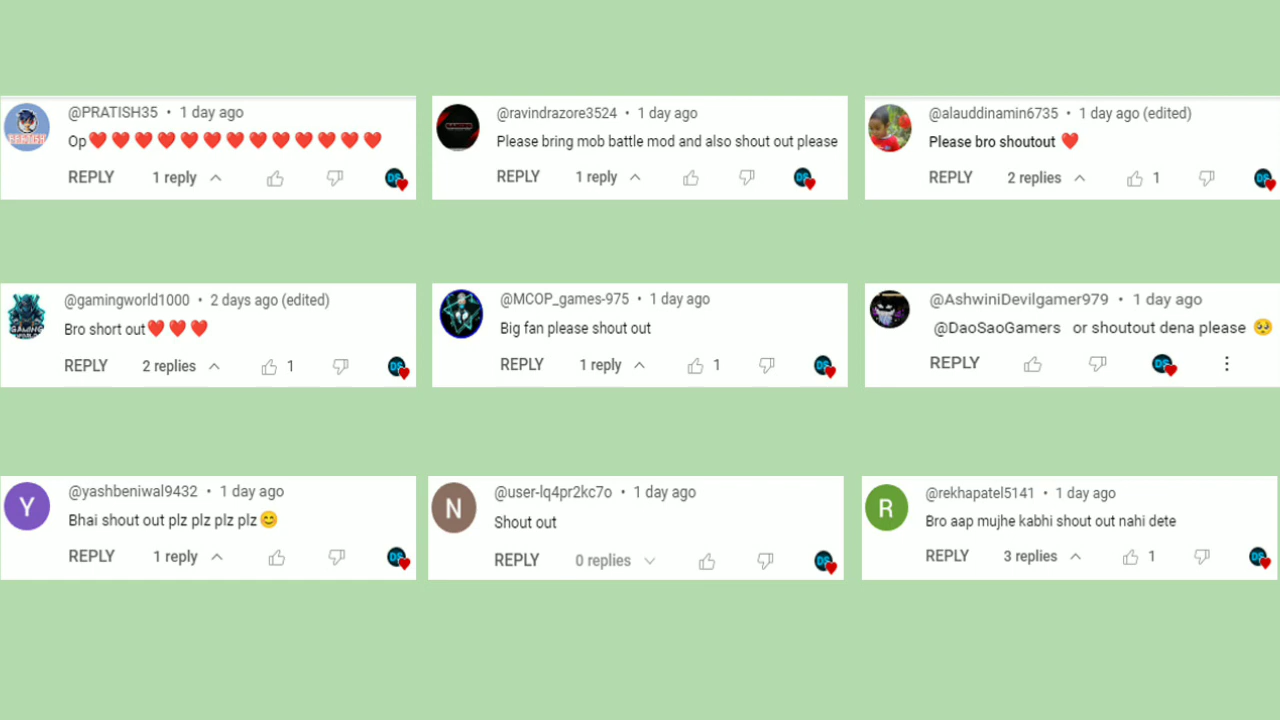 @PRATISH35 • 1 day ago
Op❤️❤️❤️❤️❤️❤️❤️❤️❤️❤️❤️❤️❤️
REPLY 1 reply
@ravindrazore3524 • 1 day ago
Please bring mob battle mod and also shout out please
REPLY 1 reply
@alauddinamin6735 • 1 day ago (edited)
Please bro shoutout ❤️
REPLY 2 replies 1
@gamingworld1000 • 2 days ago (edited)
Bro short out❤️❤️❤️
REPLY 2 replies 1
@MCOP_games-975 • 1 day ago
Big fan please shout out
REPLY 1 reply 1
@AshwiniDevilgamer979 • 1 day ago
@DaoSaoGamers or shoutout dena please 🥺
REPLY
Y
@yashbeniwal9432 • 1 day ago
Bhai shout out plz plz plz plz😊
REPLY 1 reply
N
@user-lq4pr2kc7o • 1 day ago
Shout out
REPLY 0 replies
R
@rekhapatel5141 • 1 day ago
Bro aap mujhe kabhi shout out nahi dete
REPLY 3 replies 1